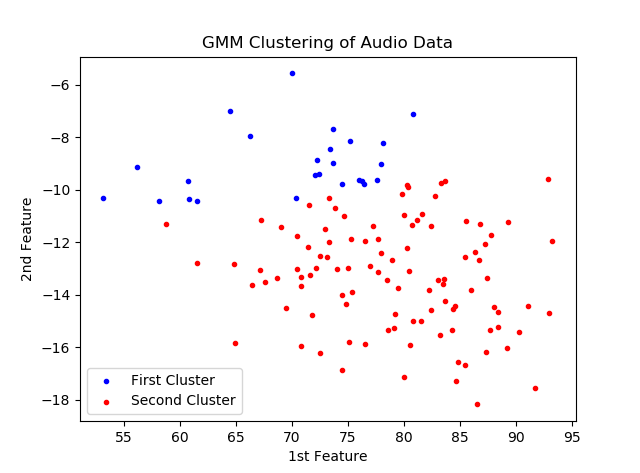 GMM Clustering of Audio Data
−6
−8
−10
−12
−14
−16
−18
2nd Feature
First Cluster
Second Cluster
55 60 65 70 75 80 85 90 95
1st Feature